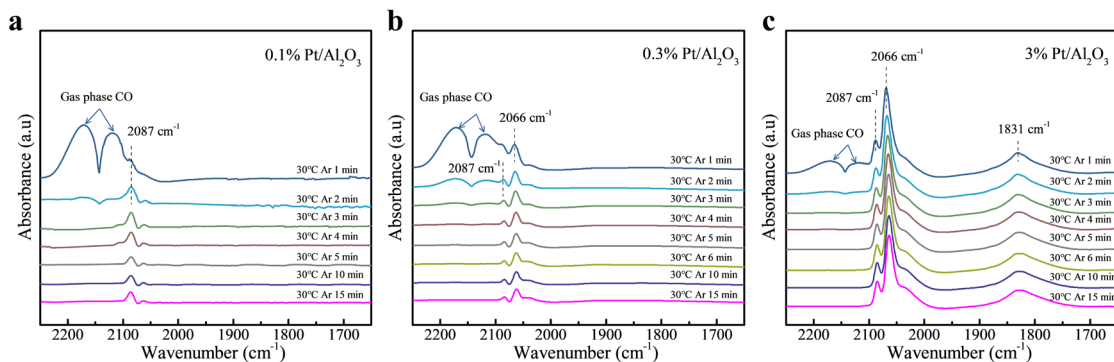 a
0.1% Pt/Al₂O₃
Gas phase CO
2087 cm⁻¹
30°C Ar 1 min
30°C Ar 2 min
30°C Ar 3 min
30°C Ar 4 min
30°C Ar 5 min
30°C Ar 10 min
30°C Ar 15 min
Absorbance (a.u)
2200 2100 2000 1900 1800 1700
Wavenumber (cm⁻¹)
b
0.3% Pt/Al₂O₃
Gas phase CO
2066 cm⁻¹
2087 cm⁻¹
30°C Ar 1 min
30°C Ar 2 min
30°C Ar 3 min
30°C Ar 4 min
30°C Ar 5 min
30°C Ar 6 min
30°C Ar 10 min
30°C Ar 15 min
Absorbance (a.u)
2200 2100 2000 1900 1800 1700
Wavenumber (cm⁻¹)
c
3% Pt/Al₂O₃
2066 cm⁻¹
2087 cm⁻¹
Gas phase CO
1831 cm⁻¹
30°C Ar 1 min
30°C Ar 2 min
30°C Ar 3 min
30°C Ar 4 min
30°C Ar 5 min
30°C Ar 6 min
30°C Ar 10 min
30°C Ar 15 min
Absorbance (a.u)
2200 2100 2000 1900 1800 1700
Wavenumber (cm⁻¹)